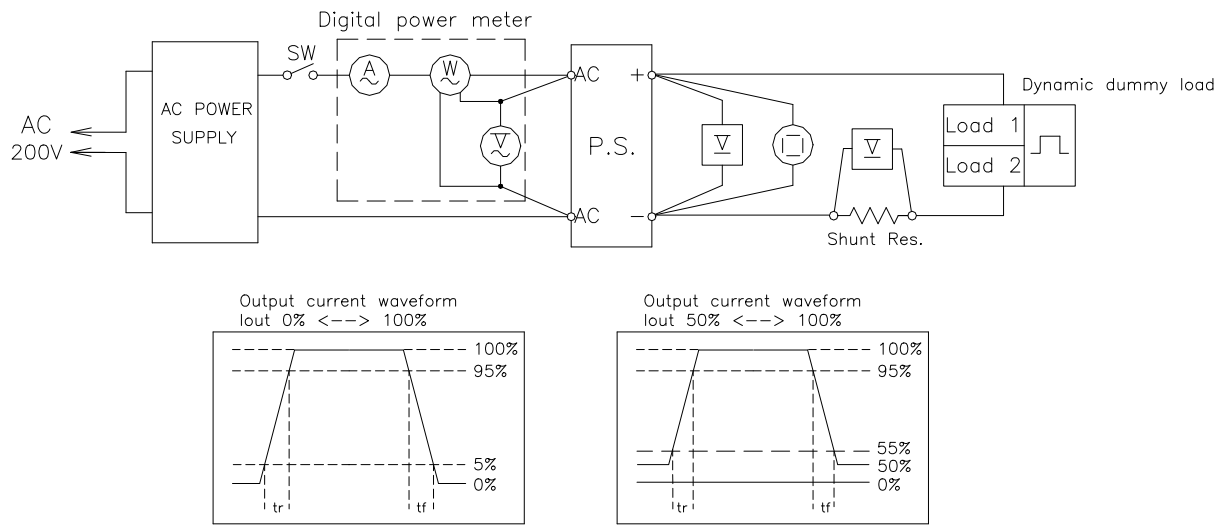 Digital power meter
SW
A
W
AC
+
Dynamic dummy load
AC POWER
SUPPLY
AC
200V
V
P.S.
V
V
Load 1
Load 2
AC
−
Shunt Res.
Output current waveform
Iout 0% <--> 100%
100%
95%
5%
0%
tr
tf
Output current waveform
Iout 50% <--> 100%
100%
95%
55%
50%
0%
tr
tf